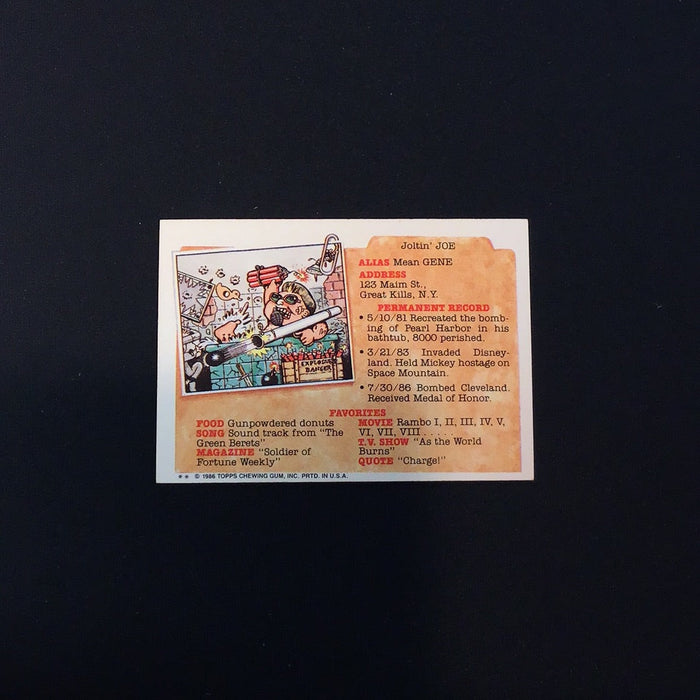 Joltin' JOE
ALIAS Mean GENE
ADDRESS
123 Maim St.,
Great Kills, N.Y.
PERMANENT RECORD
• 5/10/81 Recreated the bomb-
ing of Pearl Harbor in his
bathtub, 8000 perished.
• 3/21/83 Invaded Disney-
land. Held Mickey hostage on
Space Mountain.
• 7/30/86 Bombed Cleveland.
Received Medal of Honor.
EXPLOSIVE
DANGER
FAVORITES
FOOD Gunpowdered donuts
SONG Sound track from "The
Green Berets"
MAGAZINE "Soldier of
Fortune Weekly"
MOVIE Rambo I, II, III, IV, V,
VI, VII, VIII . . . . .
T.V. SHOW "As the World
Burns"
QUOTE "Charge!"
** © 1986 TOPPS CHEWING GUM, INC. PRTD. IN U.S.A.